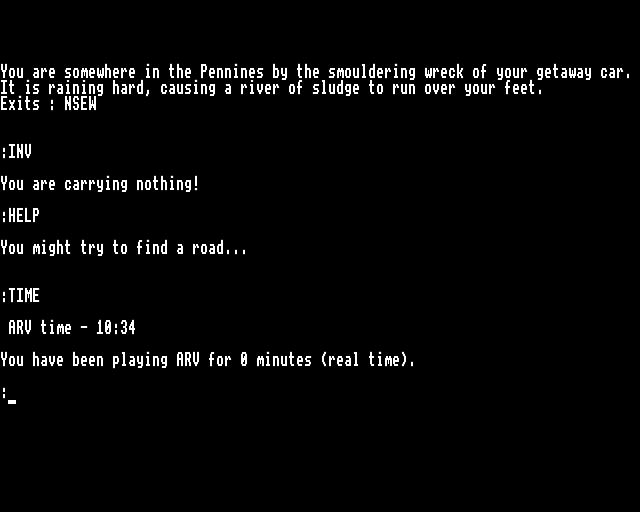 You are somewhere in the Pennines by the smouldering wreck of your getaway car.
It is raining hard, causing a river of sludge to run over your feet.
Exits : NSEW
:INV
You are carrying nothing!
:HELP
You might try to find a road...
:TIME
ARV time - 10:34
You have been playing ARV for 0 minutes (real time).
:_